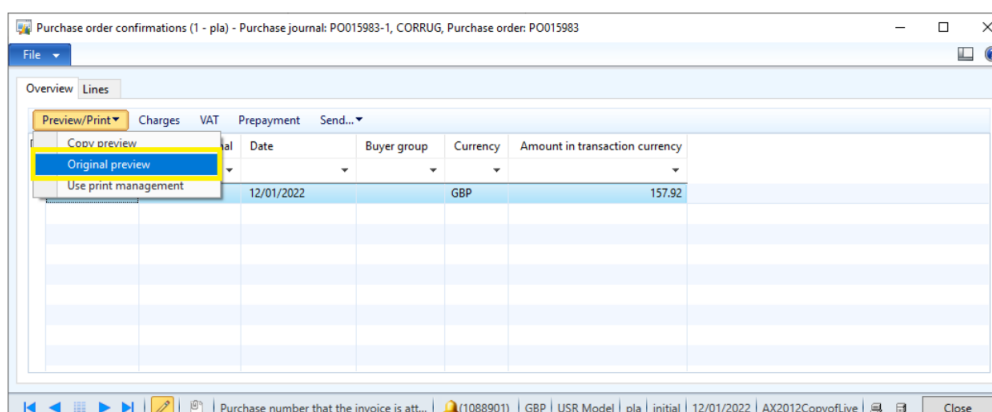 Purchase order confirmations (1 - pla) - Purchase journal: PO015983-1, CORRUG, Purchase order: PO015983
File
Overview Lines
Preview/Print Charges VAT Prepayment Send...
Copy preview
Original preview
Use print management
Date Buyer group Currency Amount in transaction currency
12/01/2022 GBP 157.92
Purchase number that the invoice is att... (1088901) GBP USR Model pla initial 12/01/2022 AX2012CopyofLive Close